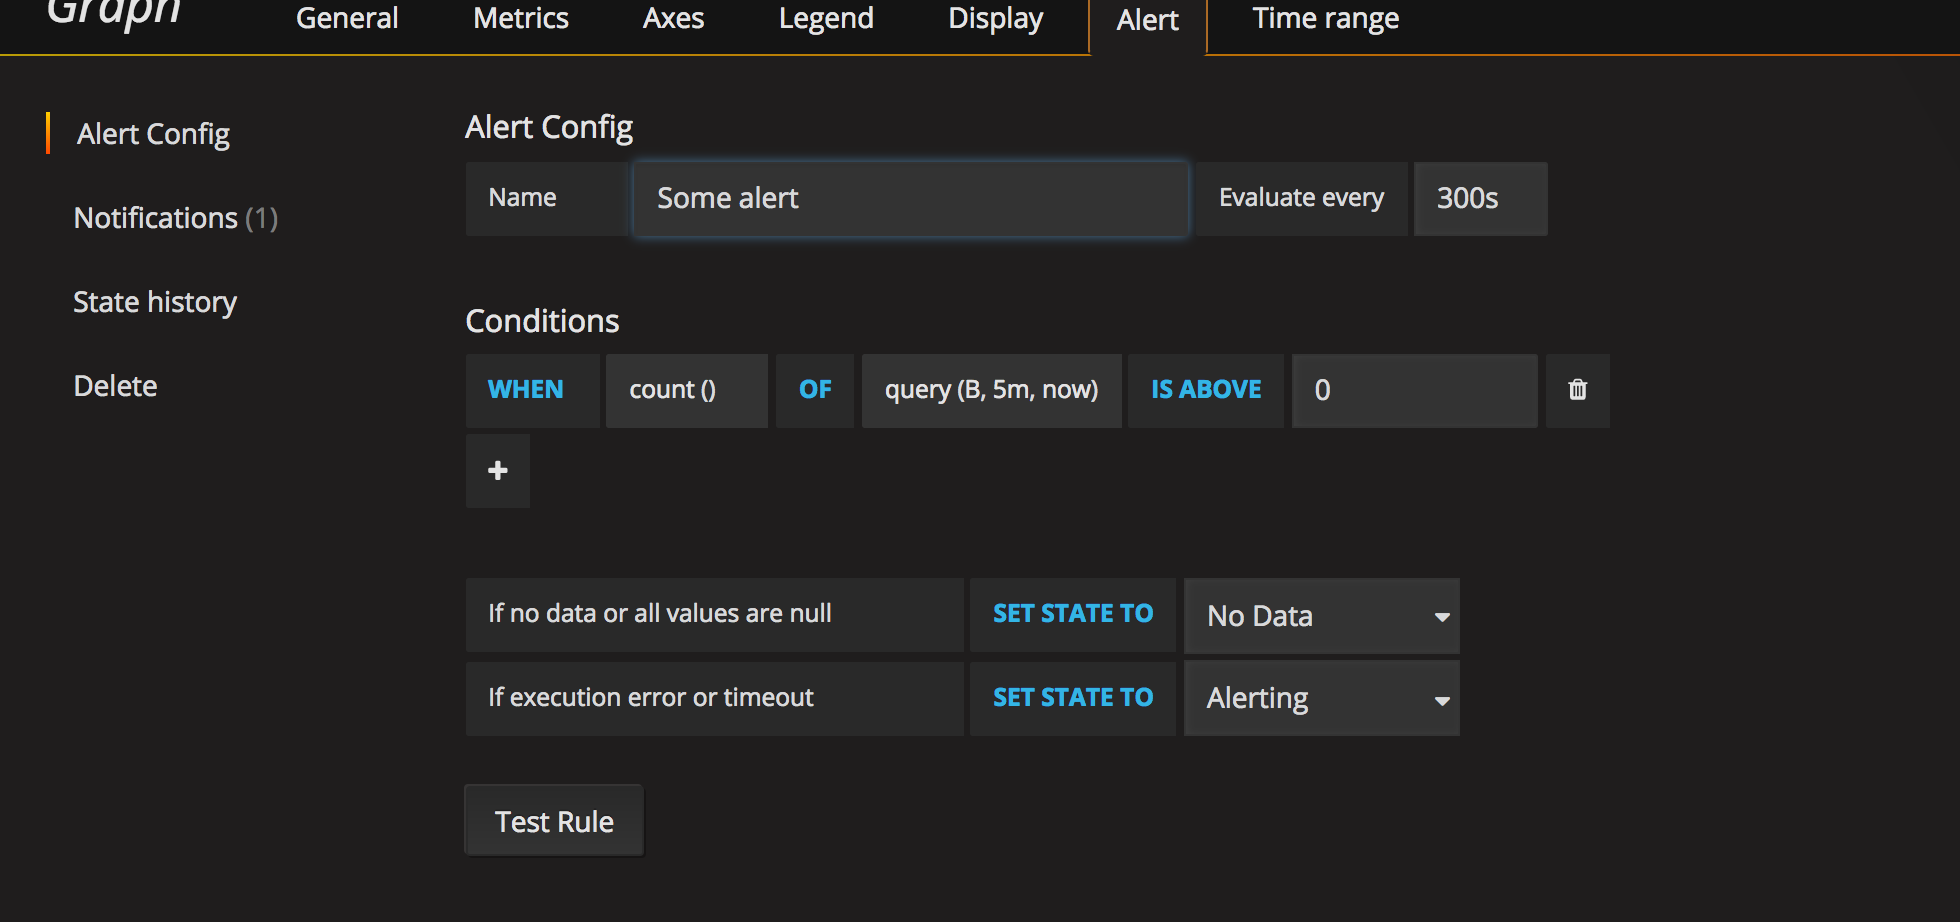 Graph General Metrics Axes Legend Display Alert Time range
Alert Config
Notifications (1)
State history
Delete
Alert Config
Name Some alert Evaluate every 300s
Conditions
WHEN count () OF query (B, 5m, now) IS ABOVE 0
+
If no data or all values are null SET STATE TO No Data
If execution error or timeout SET STATE TO Alerting
Test Rule